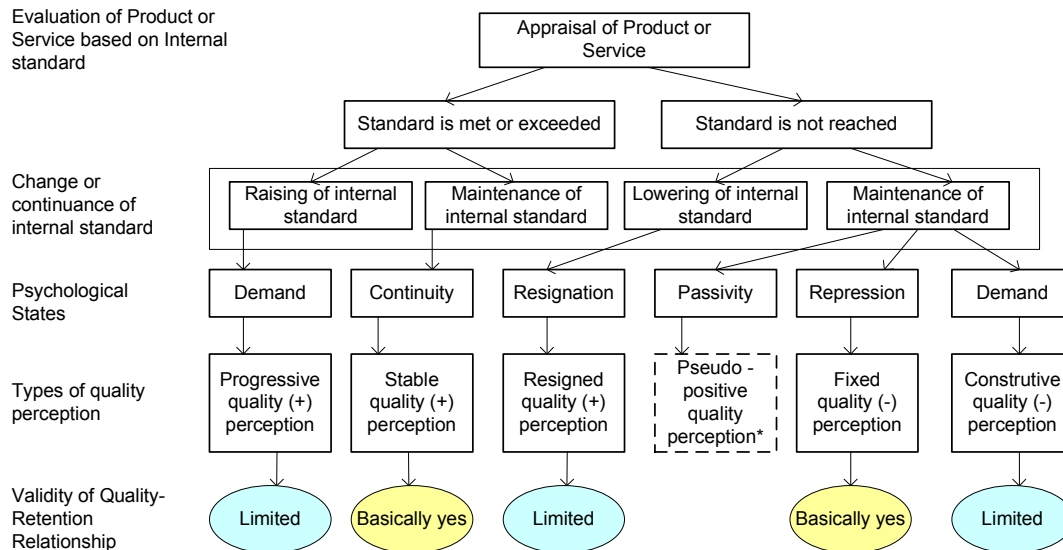 Evaluation of Product or
Service based on Internal
standard
Appraisal of Product or
Service
Standard is met or exceeded
Standard is not reached
Change or
continuance of
internal standard
Raising of internal
standard
Maintenance of
internal standard
Lowering of internal
standard
Maintenance of
internal standard
Psychological
States
Demand
Continuity
Resignation
Passivity
Repression
Demand
Types of quality
perception
Progressive
quality (+)
perception
Stable
quality (+)
perception
Resigned
quality (+)
perception
Pseudo -
positive
quality
perception*
Fixed
quality (-)
perception
Construtive
quality (-)
perception
Validity of Quality-
Retention
Relationship
Limited
Basically yes
Limited
Basically yes
Limited